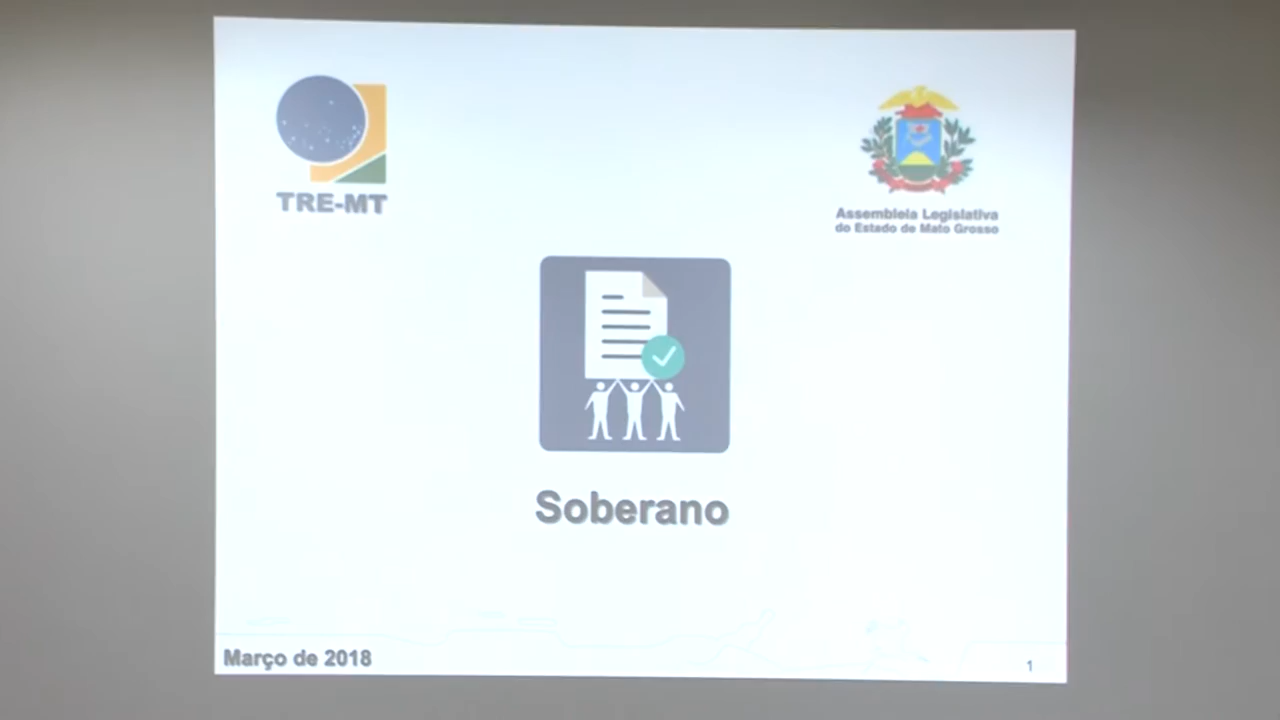 TRE-MT
Assembleia Legislativa
do Estado de Mato Grosso
Soberano
Março de 2018
1